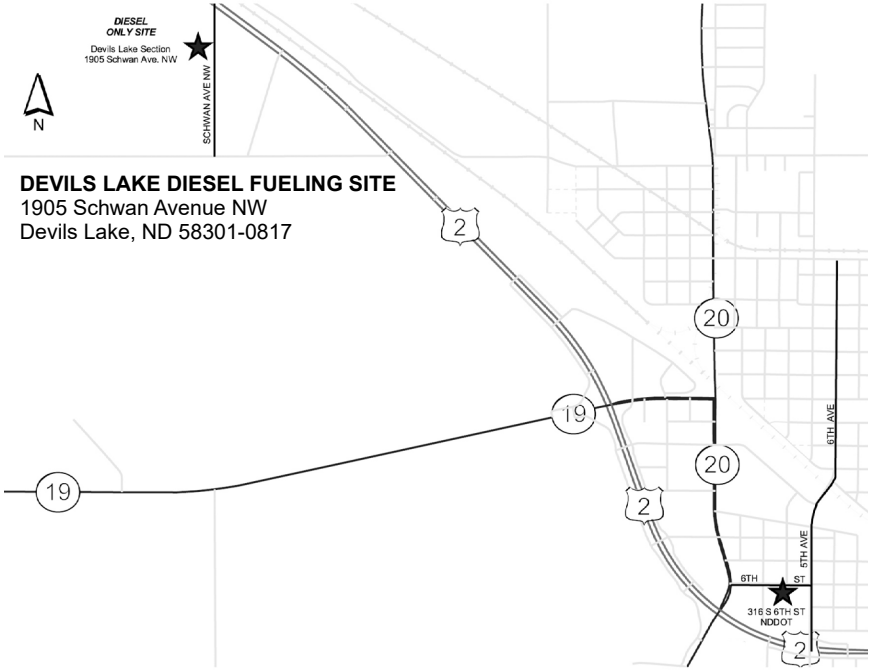 DIESEL
ONLY SITE
Devils Lake Section
1905 Schwan Ave. NW
SCHWAN AVE NW
N
DEVILS LAKE DIESEL FUELING SITE
1905 Schwan Avenue NW
Devils Lake, ND 58301-0817
2
20
19
6TH AVE
20
19
2
5TH AVE
6TH ST
316 S 6TH ST
NDDOT
2